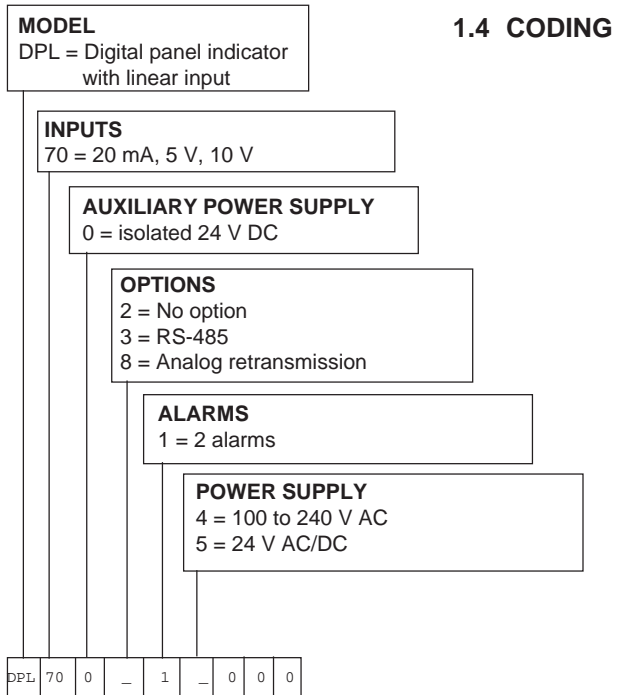 MODEL
1.4 CODING
DPL = Digital panel indicator
with linear input
INPUTS
70 = 20 mA, 5 V, 10 V
AUXILIARY POWER SUPPLY
0 = isolated 24 V DC
OPTIONS
2 = No option
3 = RS-485
8 = Analog retransmission
ALARMS
1 = 2 alarms
POWER SUPPLY
4 = 100 to 240 V AC
5 = 24 V AC/DC
DPL 70 0 _ 1 _ 0 0 0